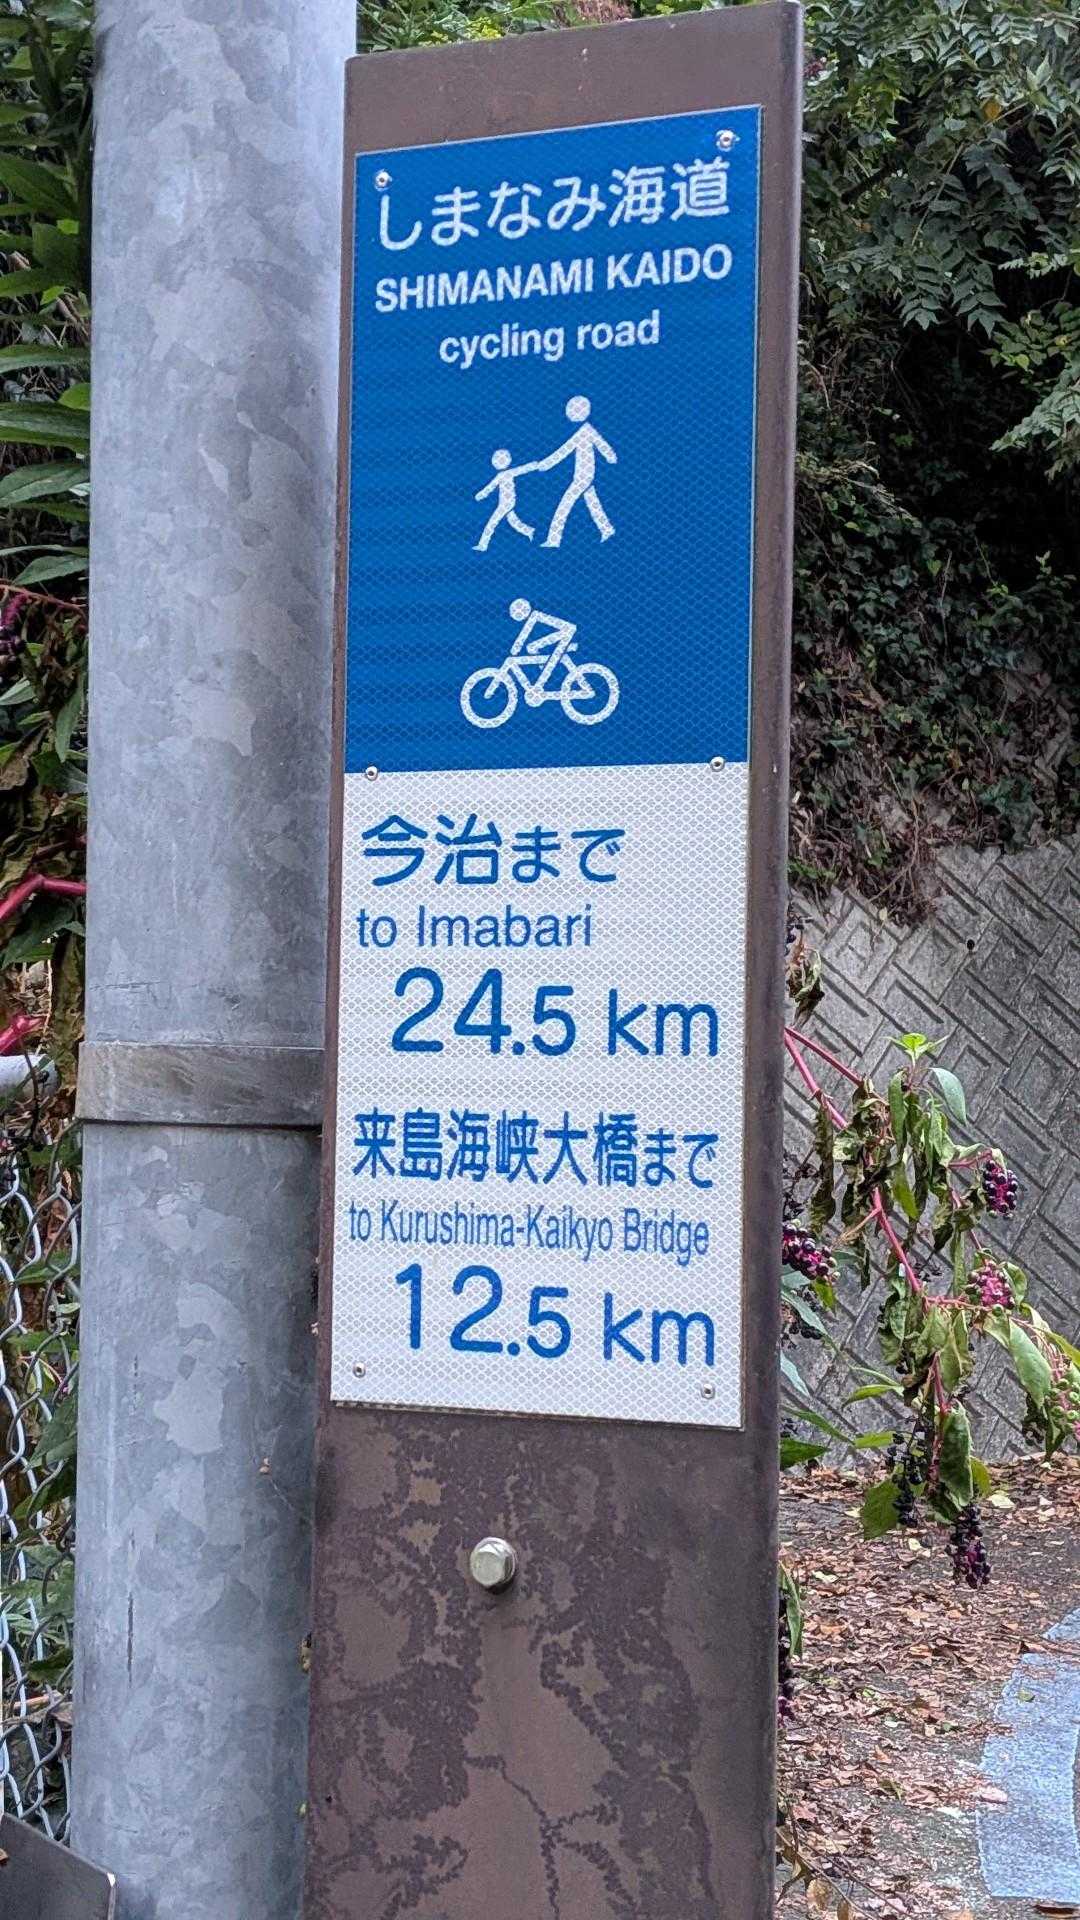 しまなみ海道
SHIMANAMI KAIDO
cycling road
今治まで
to Imabari
24.5 km
来島海峡大橋まで
to Kurushima-Kaikyo Bridge
12.5 km